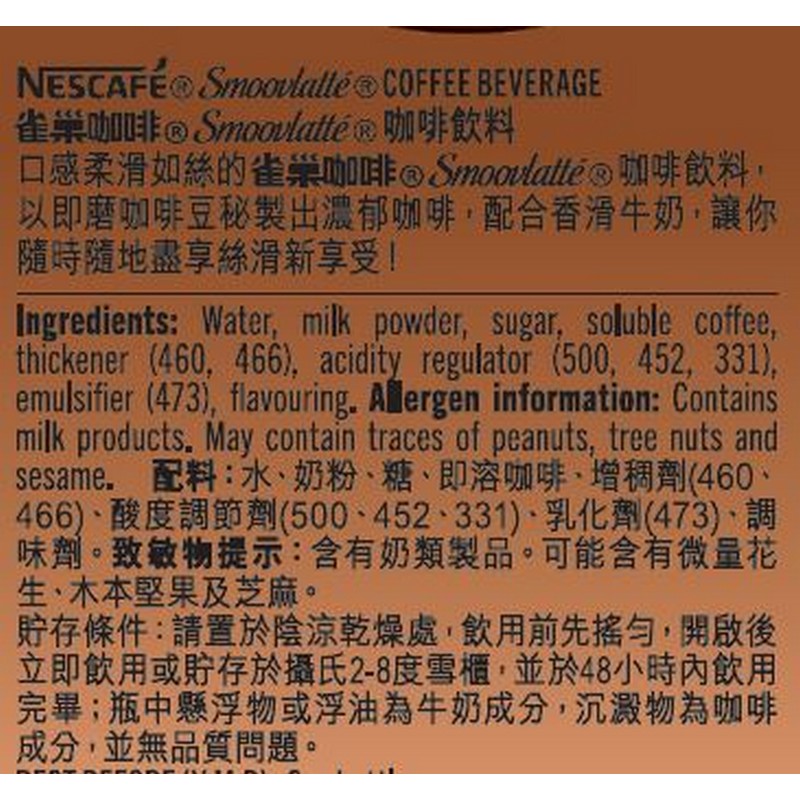 NESCAFÉ® Smoovlatté® COFFEE BEVERAGE
雀巢咖啡® Smoovlatté® 咖啡飲料
口感柔滑如絲的雀巢咖啡® Smoovlatté® 咖啡飲料，
以即磨咖啡豆秘製出濃郁咖啡，配合香滑牛奶，讓你
隨時隨地盡享絲滑新享受！
Ingredients: Water, milk powder, sugar, soluble coffee,
thickener (460, 466), acidity regulator (500, 452, 331),
emulsifier (473), flavouring. Allergen information: Contains
milk products. May contain traces of peanuts, tree nuts and
sesame. 配料：水、奶粉、糖、即溶咖啡、增稠劑(460、
466)、酸度調節劑(500、452、331)、乳化劑(473)、調
味劑。致敏物提示：含有奶類製品。可能含有微量花
生、木本堅果及芝麻。
貯存條件：請置於陰涼乾燥處，飲用前先搖勻，開啟後
立即飲用或貯存於攝氏2-8度雪櫃，並於48小時內飲用
完畢；瓶中懸浮物或浮油為牛奶成分，沉澱物為咖啡
成分，並無品質問題。